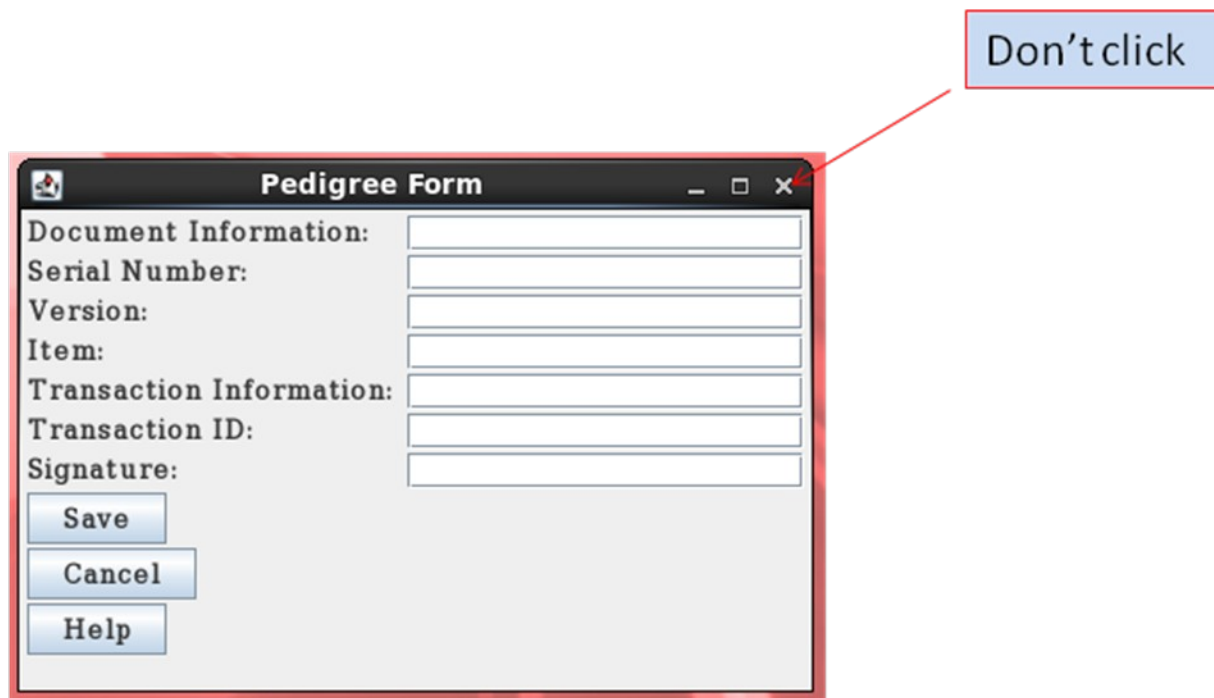 Don't click
Pedigree Form
Document Information:
Serial Number:
Version:
Item:
Transaction Information:
Transaction ID:
Signature:
Save
Cancel
Help